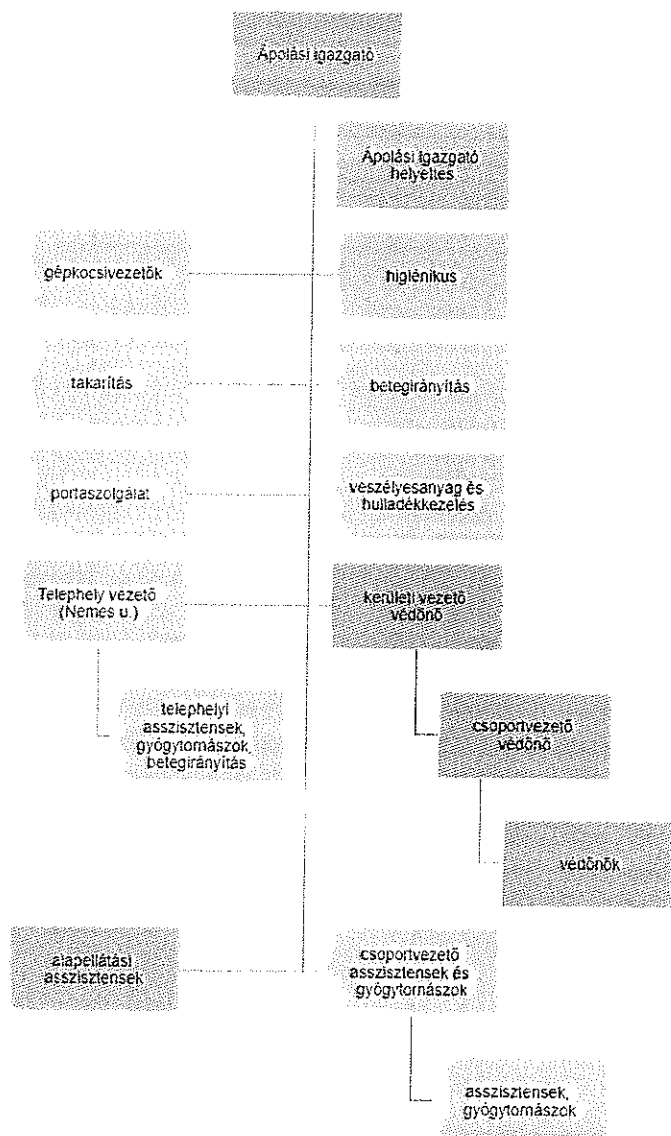 Ápolási igazgató
Ápolási igazgató
helyettes
gépkocsivezetők
higiénikus
takarítás
betegirányítás
portaszolgálat
veszélyesanyag és
hulladékkezelés
Telephely vezető
(Nemes u.)
kerületi vezető
védőnő
telephelyi
asszisztensek,
gyógytornászok,
betegirányítás
csoportvezető
védőnő
védőnők
alapellátási
asszisztensek
csoportvezető
asszisztensek és
gyógytornászok
asszisztensek,
gyógytornászok